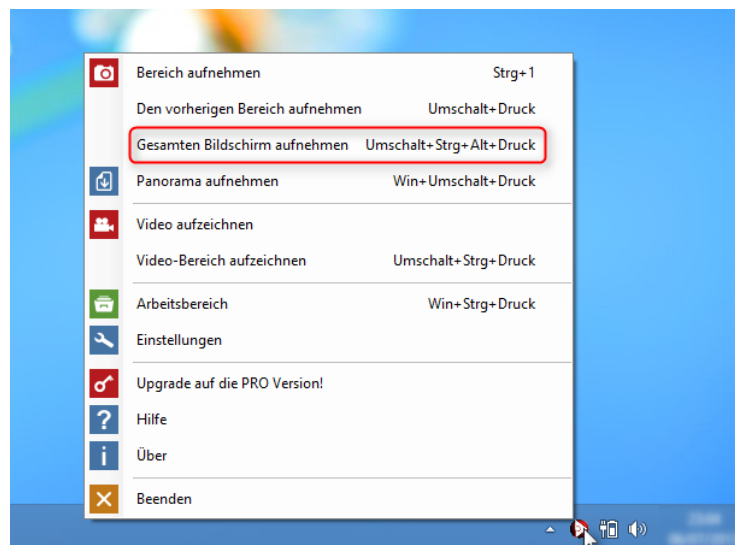 Bereich aufnehmen Strg+1
Den vorherigen Bereich aufnehmen Umschalt+Druck
Gesamten Bildschirm aufnehmen Umschalt+Strg+Alt+Druck
Panorama aufnehmen Win+Umschalt+Druck
Video aufzeichnen
Video-Bereich aufzeichnen Umschalt+Strg+Druck
Arbeitsbereich Win+Strg+Druck
Einstellungen
Upgrade auf die PRO Version!
Hilfe
Über
Beenden